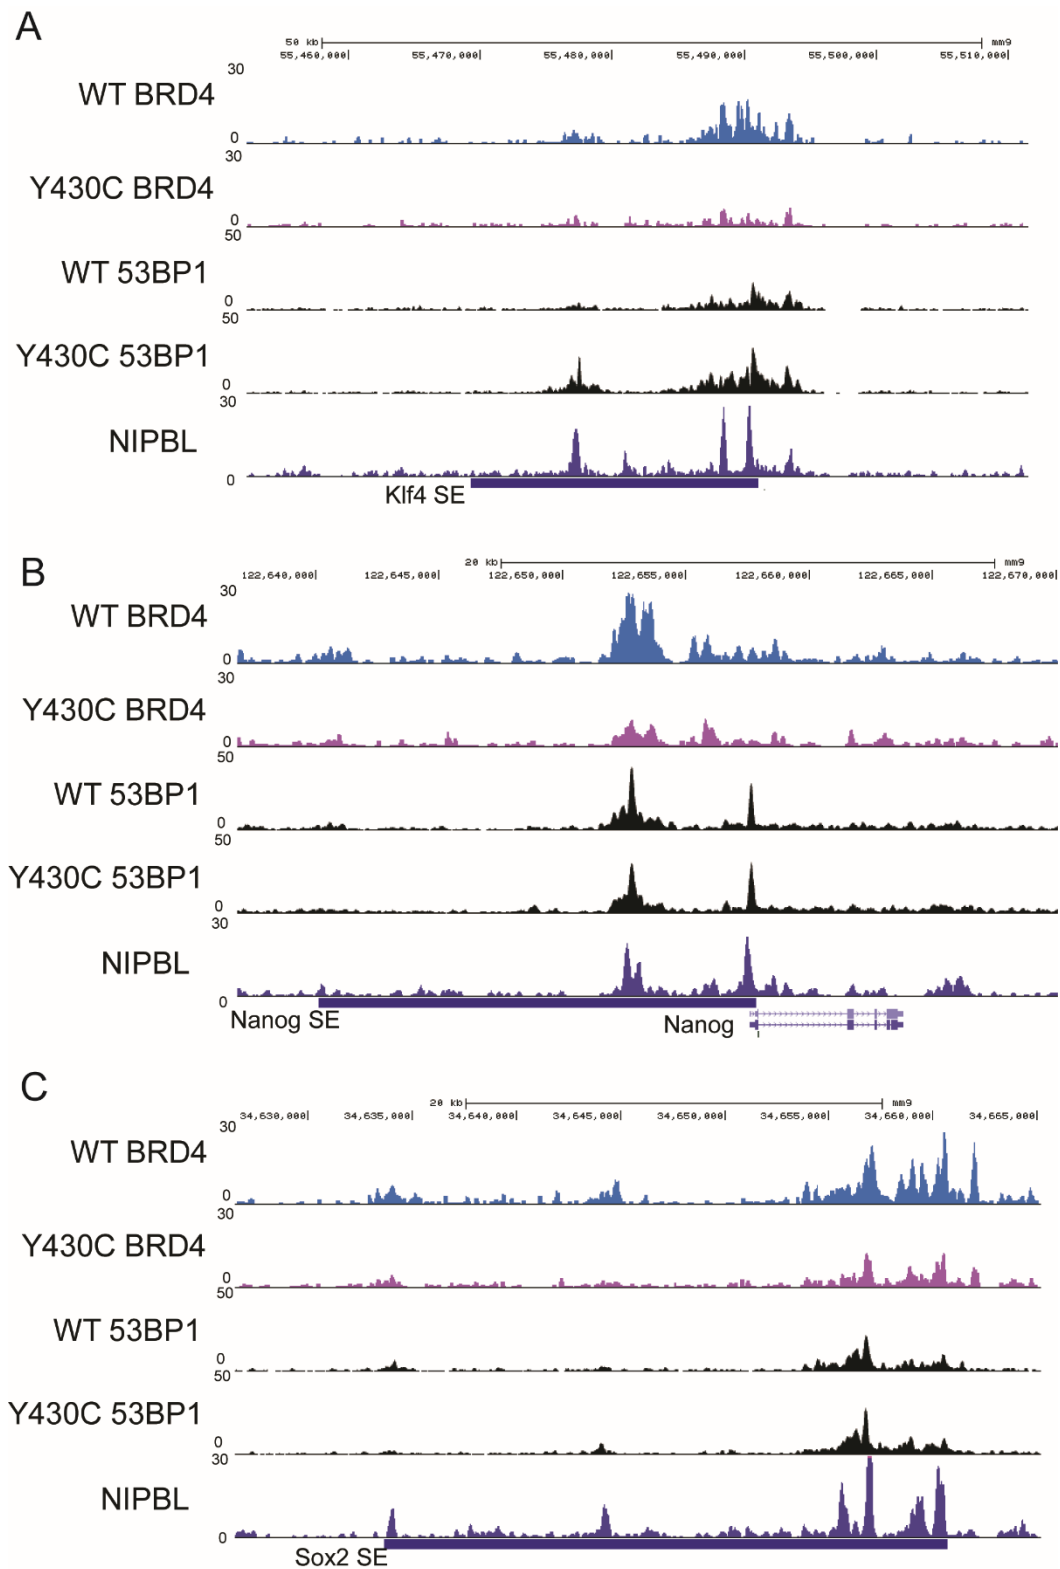 A
50 kb mm9
55,460,000| 55,470,000| 55,480,000| 55,490,000| 55,500,000| 55,510,000|
30
WT BRD4
0
30
Y430C BRD4
0
50
WT 53BP1
0
50
Y430C 53BP1
0
30
NIPBL
0
Klf4 SE
B
20 kb mm9
122,640,000| 122,645,000| 122,650,000| 122,655,000| 122,660,000| 122,665,000| 122,670,000|
30
WT BRD4
0
30
Y430C BRD4
0
50
WT 53BP1
0
50
Y430C 53BP1
0
30
NIPBL
0
Nanog SE Nanog
C
20 kb mm9
34,630,000| 34,635,000| 34,640,000| 34,645,000| 34,650,000| 34,655,000| 34,660,000| 34,665,000|
30
WT BRD4
0
30
Y430C BRD4
0
50
WT 53BP1
0
50
Y430C 53BP1
0
30
NIPBL
0
Sox2 SE